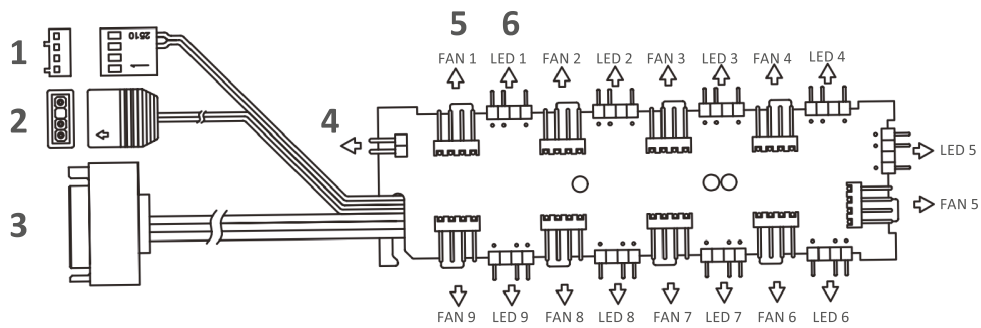 5 6
1
FAN 1 LED 1 FAN 2 LED 2 FAN 3 LED 3 FAN 4 LED 4
2510
2
4
LED 5
3
FAN 5
FAN 9 LED 9 FAN 8 LED 8 FAN 7 LED 7 FAN 6 LED 6